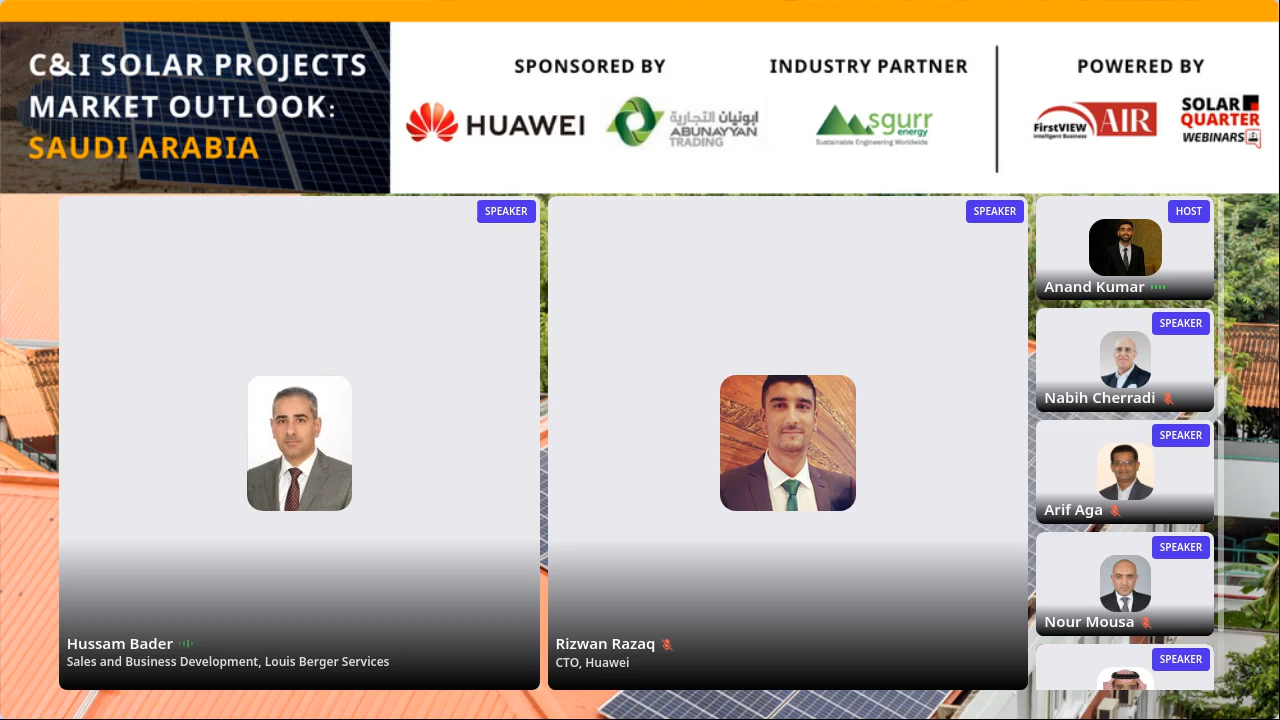 C&I SOLAR PROJECTS
MARKET OUTLOOK:
SAUDI ARABIA
SPONSORED BY
HUAWEI
ابونيان التجارية
ABUNAYYAN
TRADING
INDUSTRY PARTNER
sgurr
energy
Sustainable Engineering Worldwide
POWERED BY
FirstVIEW
Intelligent Business
AIR
SOLAR
QUARTER
WEBINARS
SPEAKER
Hussam Bader
Sales and Business Development, Louis Berger Services
SPEAKER
Rizwan Razaq
CTO, Huawei
HOST
Anand Kumar
SPEAKER
Nabih Cherradi
SPEAKER
Arif Aga
SPEAKER
Nour Mousa
SPEAKER